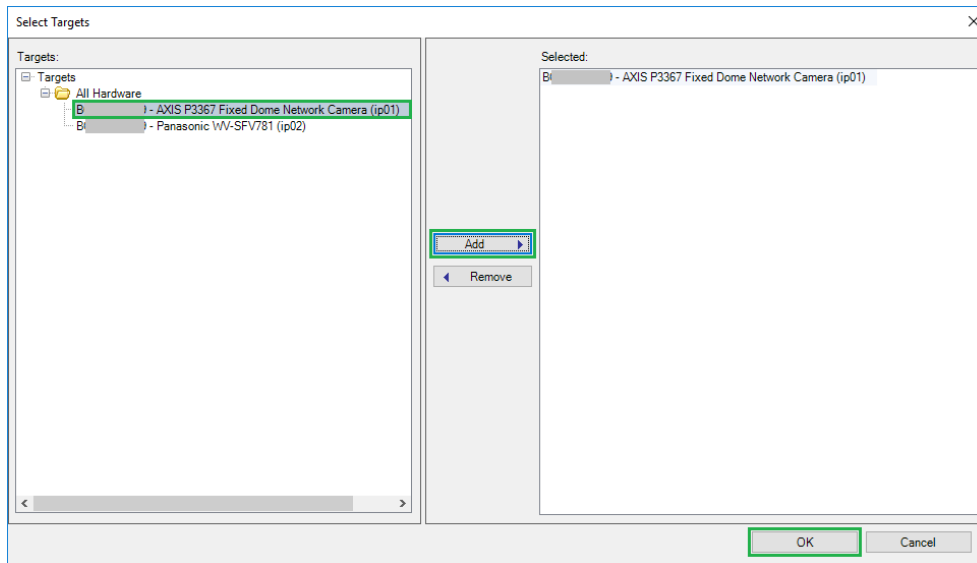 Select Targets
Targets:
Targets
All Hardware
- AXIS P3367 Fixed Dome Network Camera (ip01)
- Panasonic WV-SFV781 (ip02)
Add
Remove
Selected:
- AXIS P3367 Fixed Dome Network Camera (ip01)
OK
Cancel